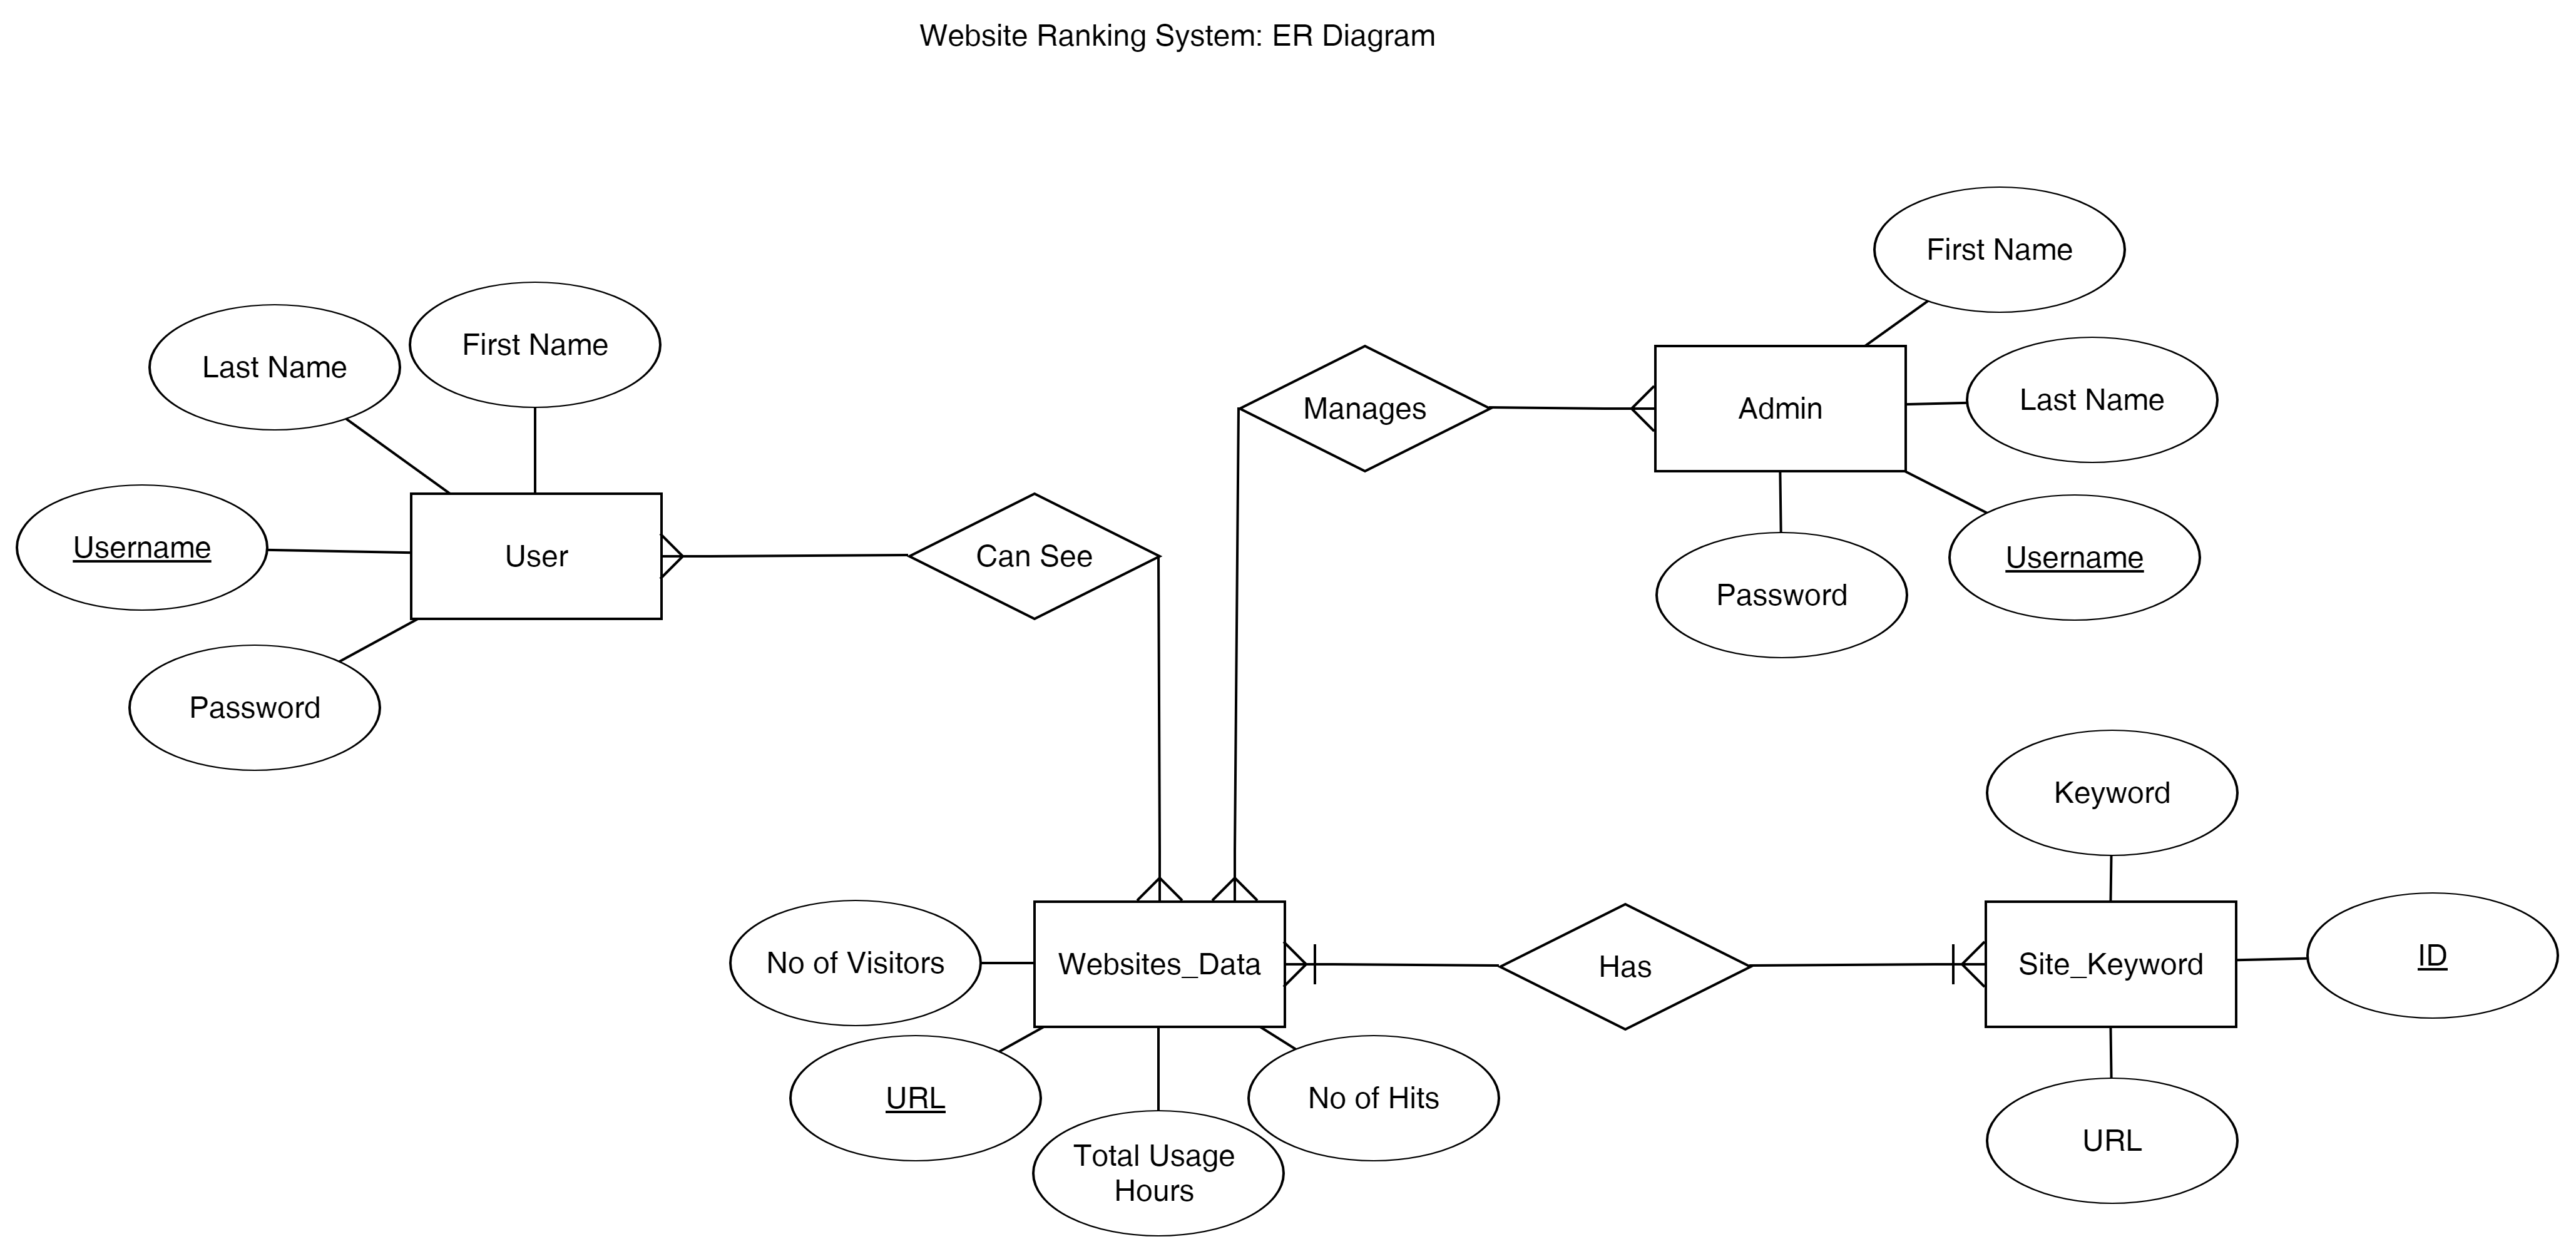 Website Ranking System: ER Diagram
First Name
Last Name
First Name
Last Name
Manages
Admin
Username
User
Can See
Username
Password
Password
Keyword
No of Visitors
Websites_Data
Has
Site_Keyword
ID
URL
No of Hits
Total Usage
Hours
URL